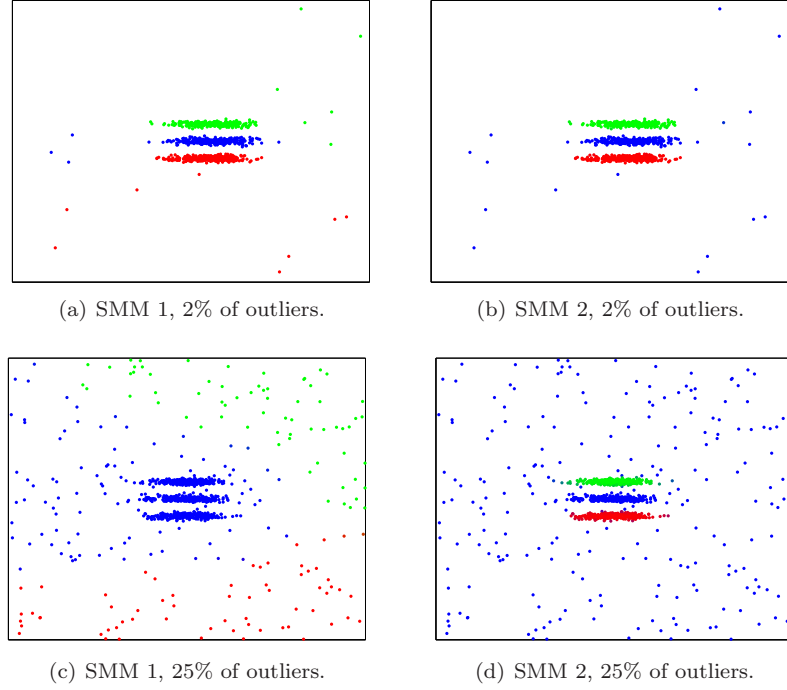 (a) SMM 1, 2% of outliers.
(b) SMM 2, 2% of outliers.
(c) SMM 1, 25% of outliers.
(d) SMM 2, 25% of outliers.